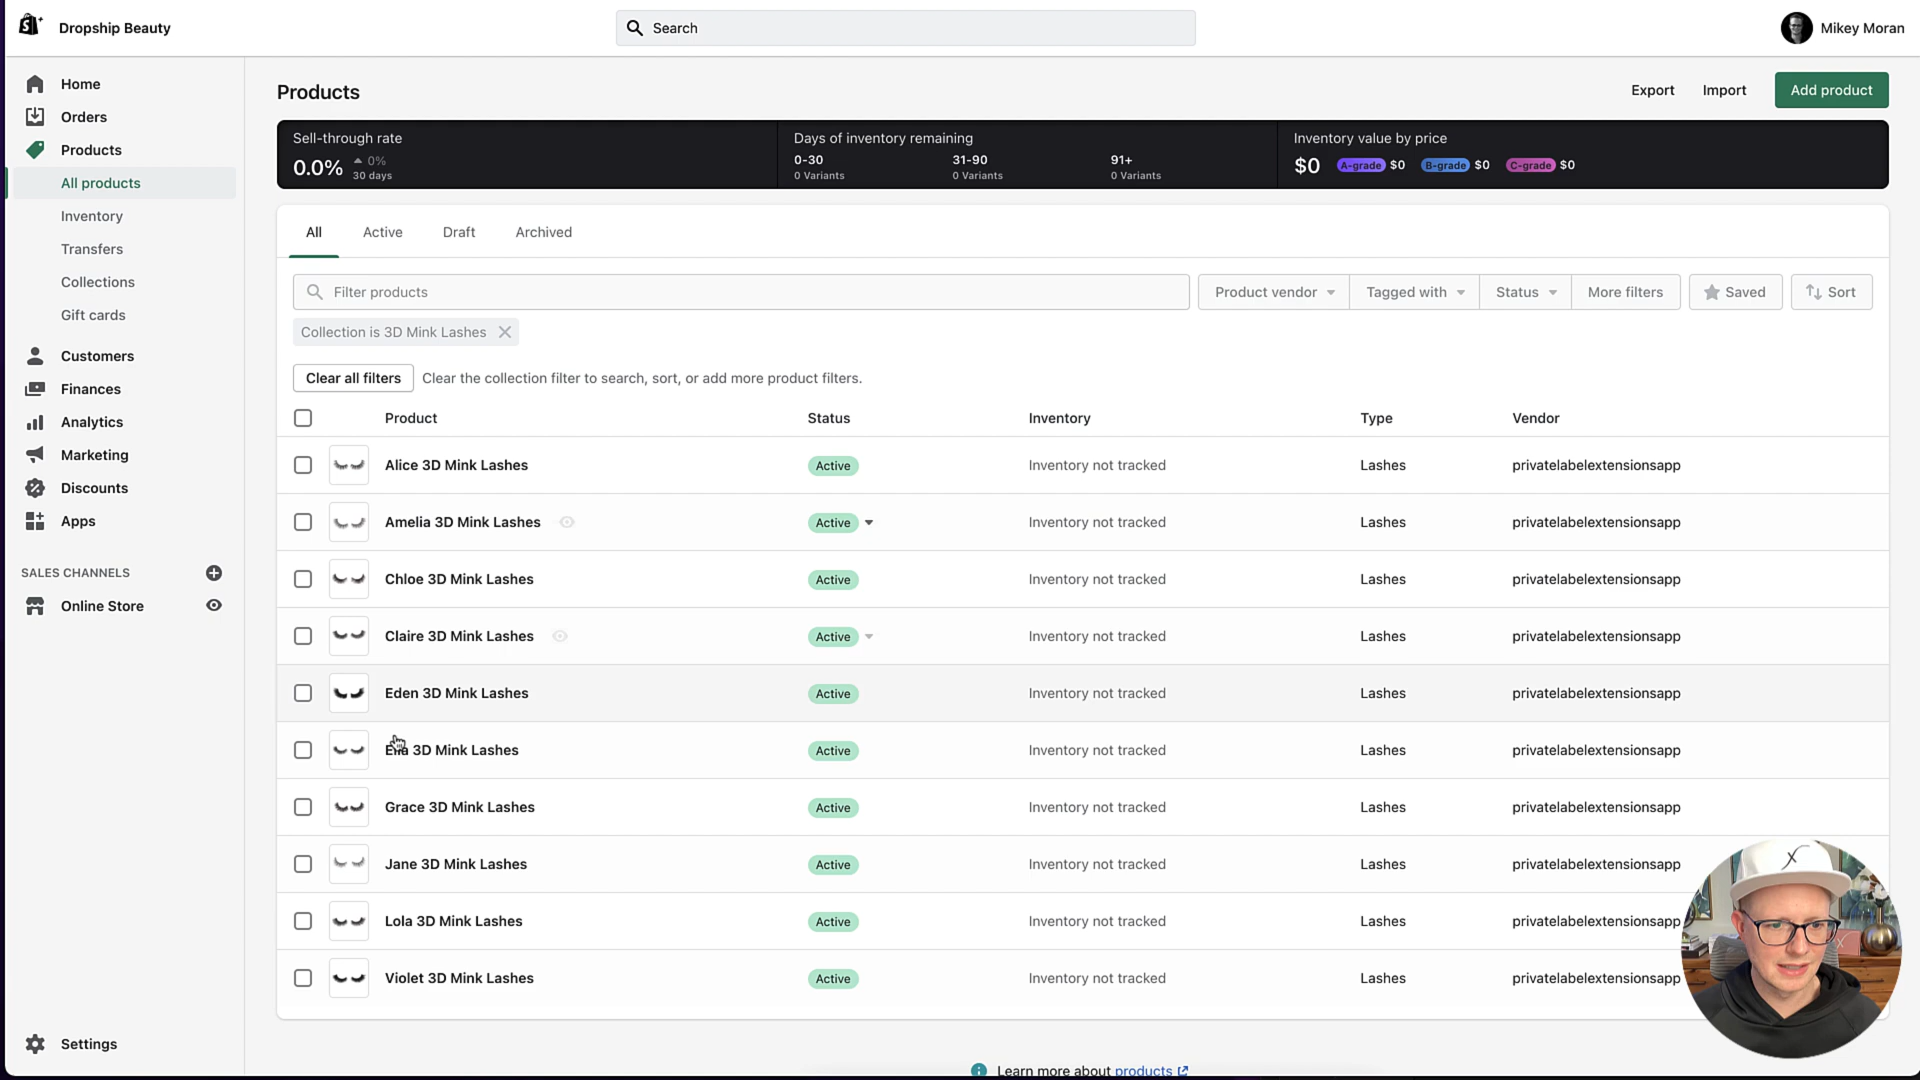 Dropship Beauty
Search
Mikey Moran
Home
Orders
Products
All products
Inventory
Transfers
Collections
Gift cards
Customers
Finances
Analytics
Marketing
Discounts
Apps
SALES CHANNELS
Online Store
Settings
Products
Export Import Add product
Sell-through rate
0.0% 0%
30 days
Days of inventory remaining
0-30 31-90 91+
0 Variants 0 Variants 0 Variants
Inventory value by price
$0 A-grade $0 B-grade $0 C-grade $0
All Active Draft Archived
Filter products Product vendor Tagged with Status More filters Saved Sort
Collection is 3D Mink Lashes
Clear all filters Clear the collection filter to search, sort, or add more product filters.
Product Status Inventory Type Vendor
Alice 3D Mink Lashes Active Inventory not tracked Lashes privatelabelextensionsapp
Amelia 3D Mink Lashes Active Inventory not tracked Lashes privatelabelextensionsapp
Chloe 3D Mink Lashes Active Inventory not tracked Lashes privatelabelextensionsapp
Claire 3D Mink Lashes Active Inventory not tracked Lashes privatelabelextensionsapp
Eden 3D Mink Lashes Active Inventory not tracked Lashes privatelabelextensionsapp
Ella 3D Mink Lashes Active Inventory not tracked Lashes privatelabelextensionsapp
Grace 3D Mink Lashes Active Inventory not tracked Lashes privatelabelextensionsapp
Jane 3D Mink Lashes Active Inventory not tracked Lashes privatelabelextensionsapp
Lola 3D Mink Lashes Active Inventory not tracked Lashes privatelabelextensionsapp
Violet 3D Mink Lashes Active Inventory not tracked Lashes privatelabelextensionsapp
Learn more about products